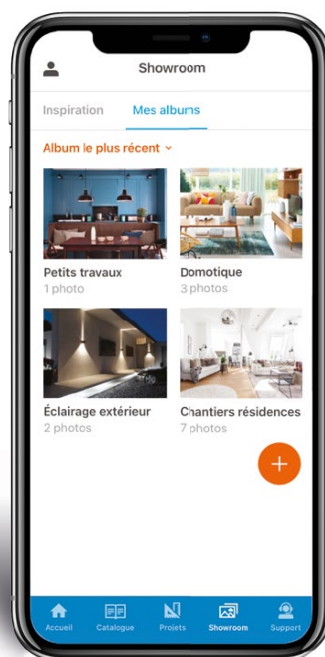 Showroom
Inspiration Mes albums
Album le plus récent
Petits travaux Domotique
1 photo 3 photos
Éclairage extérieur Chantiers résidences
2 photos 7 photos
Accueil Catalogue Projets Showroom Support